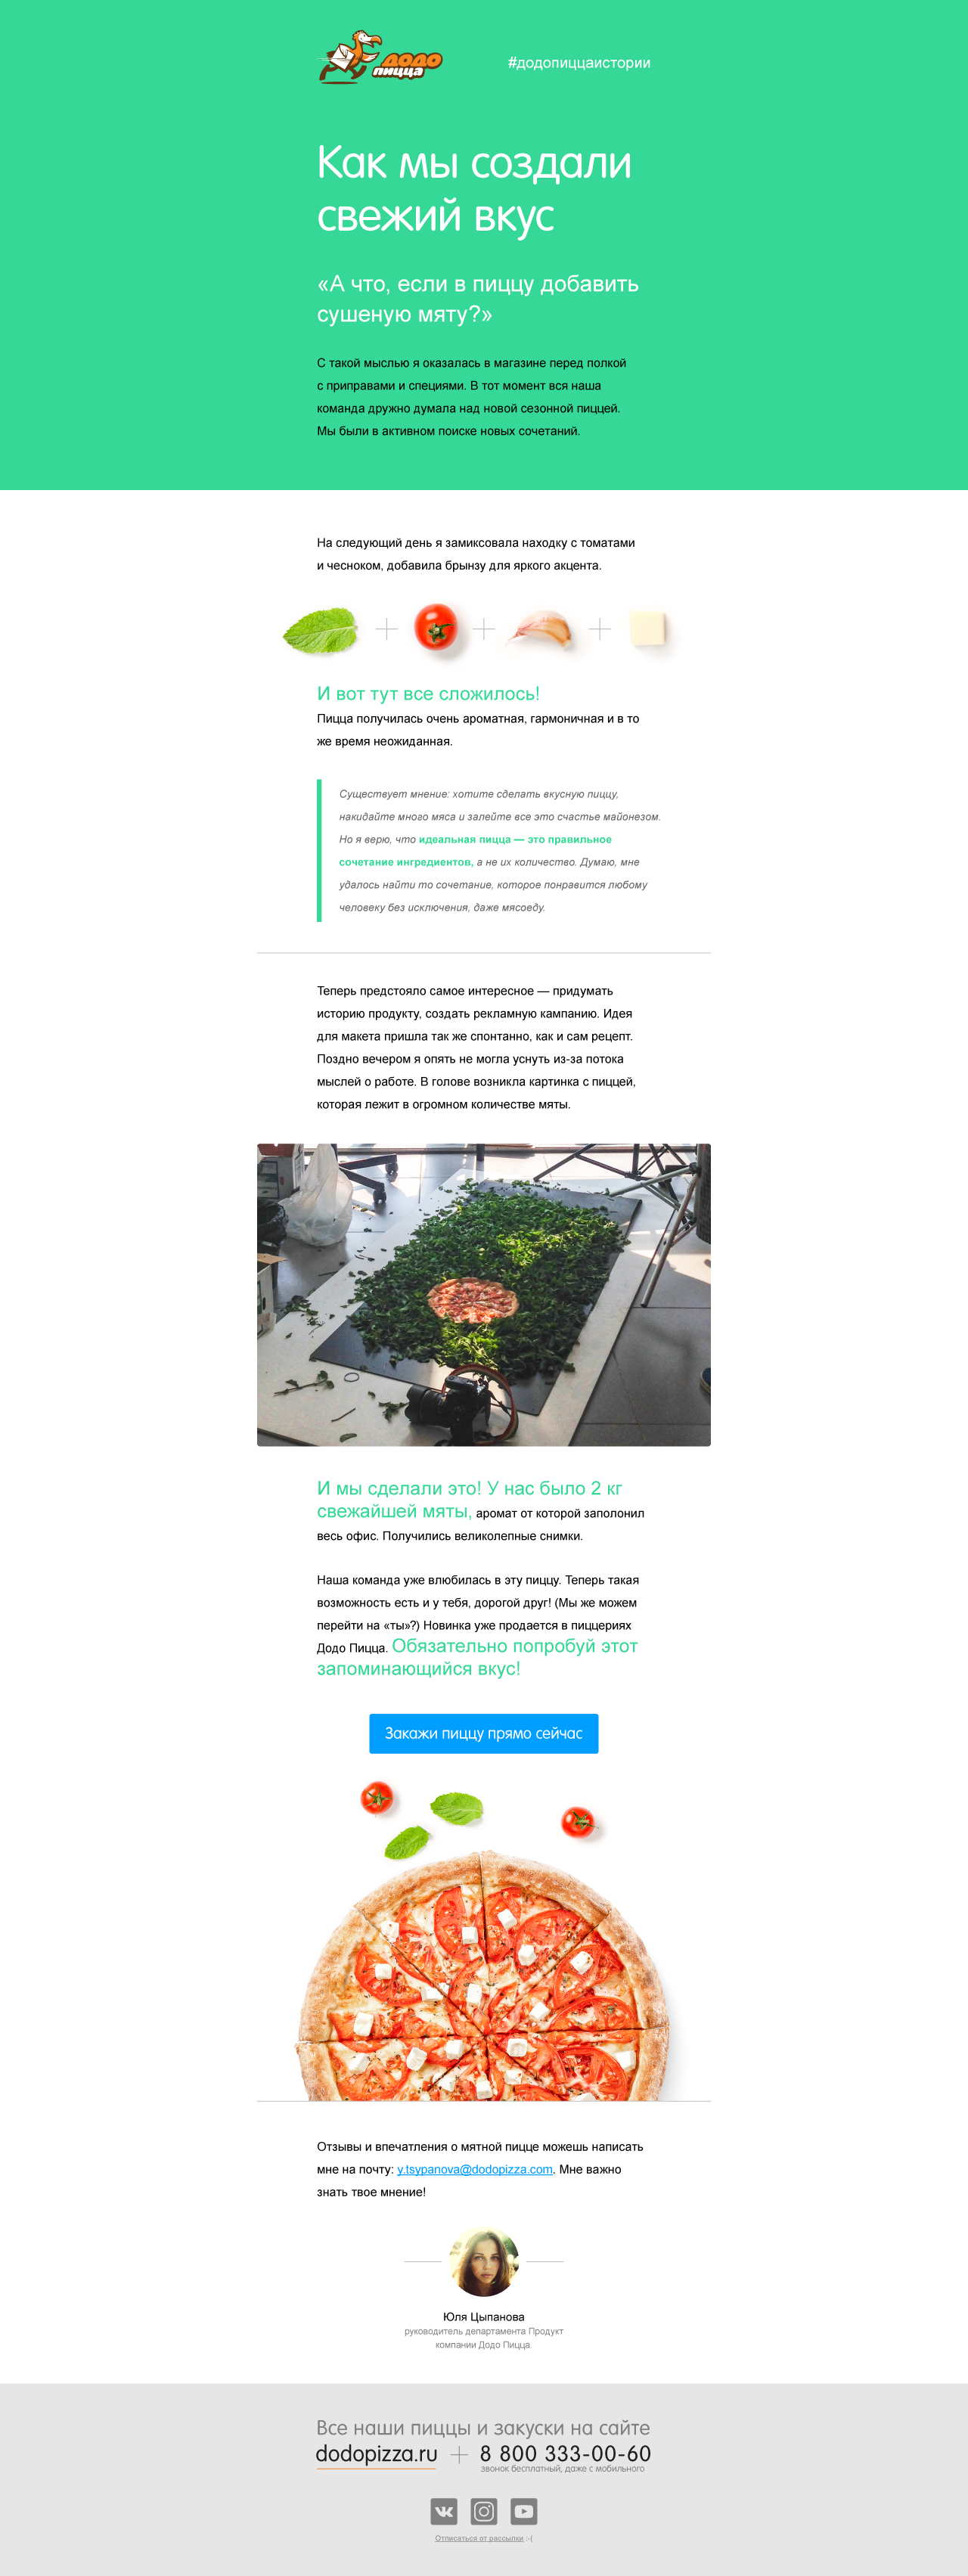 ДОДО
ПИЦЦА
#додопиццаистории
Как мы создали
свежий вкус
«А что, если в пиццу добавить
сушеную мяту?»
С такой мыслью я оказалась в магазине перед полкой
с приправами и специями. В тот момент вся наша
команда дружно думала над новой сезонной пиццей.
Мы были в активном поиске новых сочетаний.
На следующий день я замиксовала находку с томатами
и чесноком, добавила брынзу для яркого акцента.
И вот тут все сложилось!
Пицца получилась очень ароматная, гармоничная и в то
же время неожиданная.
Существует мнение: хотите сделать вкусную пиццу,
накидайте много мяса и залейте все это счастье майонезом.
Но я верю, что идеальная пицца — это правильное
сочетание ингредиентов, а не их количество. Думаю, мне
удалось найти то сочетание, которое понравится любому
человеку без исключения, даже мясоеду.
Теперь предстояло самое интересное — придумать
историю продукту, создать рекламную кампанию. Идея
для макета пришла так же спонтанно, как и сам рецепт.
Поздно вечером я опять не могла уснуть из-за потока
мыслей о работе. В голове возникла картинка с пиццей,
которая лежит в огромном количестве мяты.
И мы сделали это! У нас было 2 кг
свежайшей мяты, аромат от которой заполонил
весь офис. Получились великолепные снимки.
Наша команда уже влюбилась в эту пиццу. Теперь такая
возможность есть и у тебя, дорогой друг! (Мы же можем
перейти на «ты»?) Новинка уже продается в пиццериях
Додо Пицца. Обязательно попробуй этот
запоминающийся вкус!
Закажи пиццу прямо сейчас
Отзывы и впечатления о мятной пицце можешь написать
мне на почту: y.tsypanova@dodopizza.com. Мне важно
знать твое мнение!
Юля Цыпанова
руководитель департамента Продукт
компании Додо Пицца.
Все наши пиццы и закуски на сайте
dodopizza.ru + 8 800 333-00-60
звонок бесплатный, даже с мобильного
Отписаться от рассылки :-(